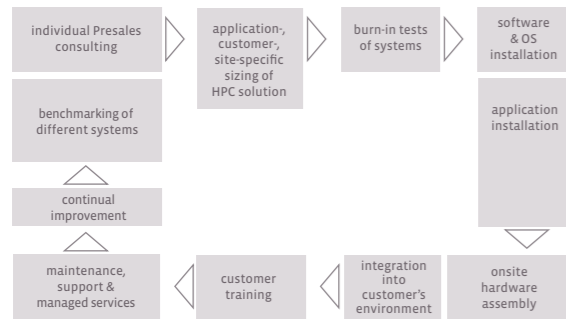 individual Presales
consulting
application-,
customer-,
site-specific
sizing of
HPC solution
burn-in tests
of systems
software
& OS
installation
application
installation
onsite
hardware
assembly
integration
into
customer's
environment
customer
training
maintenance,
support &
managed services
continual
improvement
benchmarking of
different systems